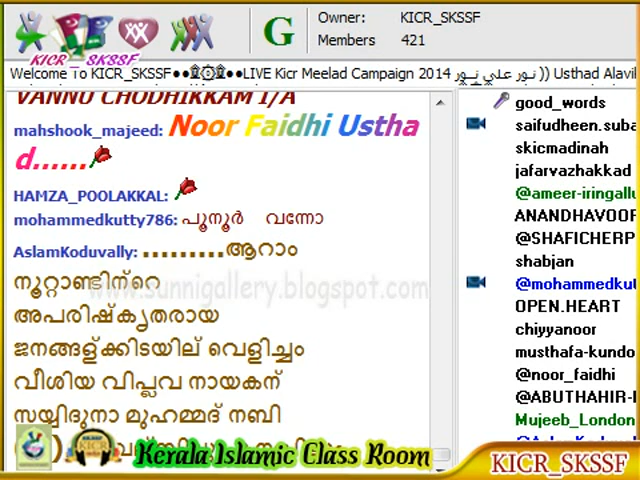 Owner: KICR_SKSSF
Members 421
G
KICR_SKSSF
Welcome To KICR_SKSSF●●۩۞۩●●LIVE Kicr Meelad Campaign 2014 نور علي نور )) Usthad Alavil
VANNU CHODHIKKAM I/A
mahshook_majeed: Noor Faidhi Ustha
d......
HAMZA_POOLAKKAL:
mohammedkutty786: പൂനൂർ വന്നോ
AslamKoduvally: .........ആറാം
നൂറ്റാണ്ടിന്റെ
www.sunnigallery.blogspot.com
അപരിഷ്കൃതരായ
ജനങ്ങള്ക്കിടയില് വെളിച്ചം
വീശിയ വിപ്ലവ നായകന്
സയ്യിദുനാ മുഹമ്മദ് നബി
good_words
saifudheen.suba
skicmadinah
jafarvazhakkad
@ameer-iringallu
ANANDHAVOOR
@SHAFICHERP
shabjan
@mohammedkut
OPEN.HEART
chiyyanoor
musthafa-kundo
@noor_faidhi
@ABUTHAHIR-
Mujeeb_London
KICR
Kerala Islamic Class Room
KICR_SKSSF